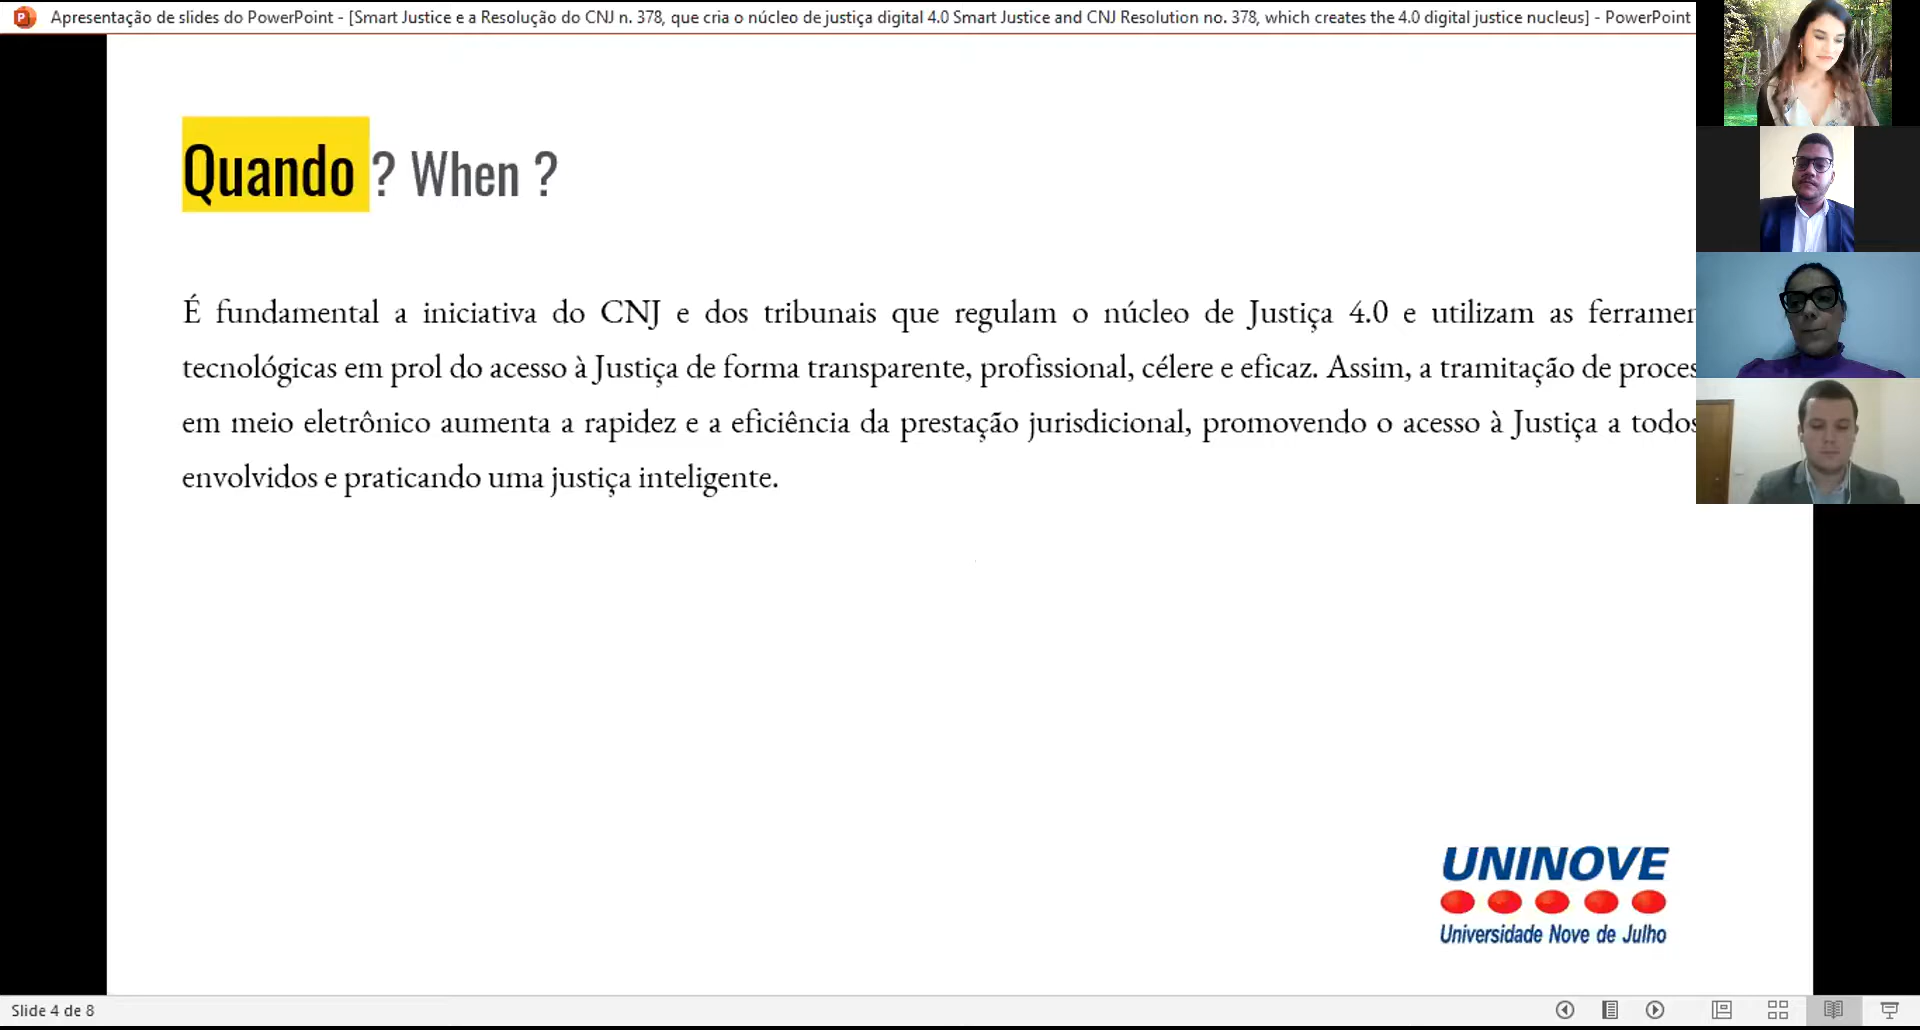 Apresentação de slides do PowerPoint - [Smart Justice e a Resolução do CNJ n. 378, que cria o núcleo de justiça digital 4.0 Smart Justice and CNJ Resolution no. 378, which creates the 4.0 digital justice nucleus] - PowerPoint
Quando ? When ?
É fundamental a iniciativa do CNJ e dos tribunais que regulam o núcleo de Justiça 4.0 e utilizam as
tecnológicas em prol do acesso à Justiça de forma transparente, profissional, célere e eficaz. Assim, a tramitação de
em meio eletrônico aumenta a rapidez e a eficiência da prestação jurisdicional, promovendo o acesso à Justiça a todos
envolvidos e praticando uma justiça inteligente.
UNINOVE
Universidade Nove de Julho
Slide 4 de 8